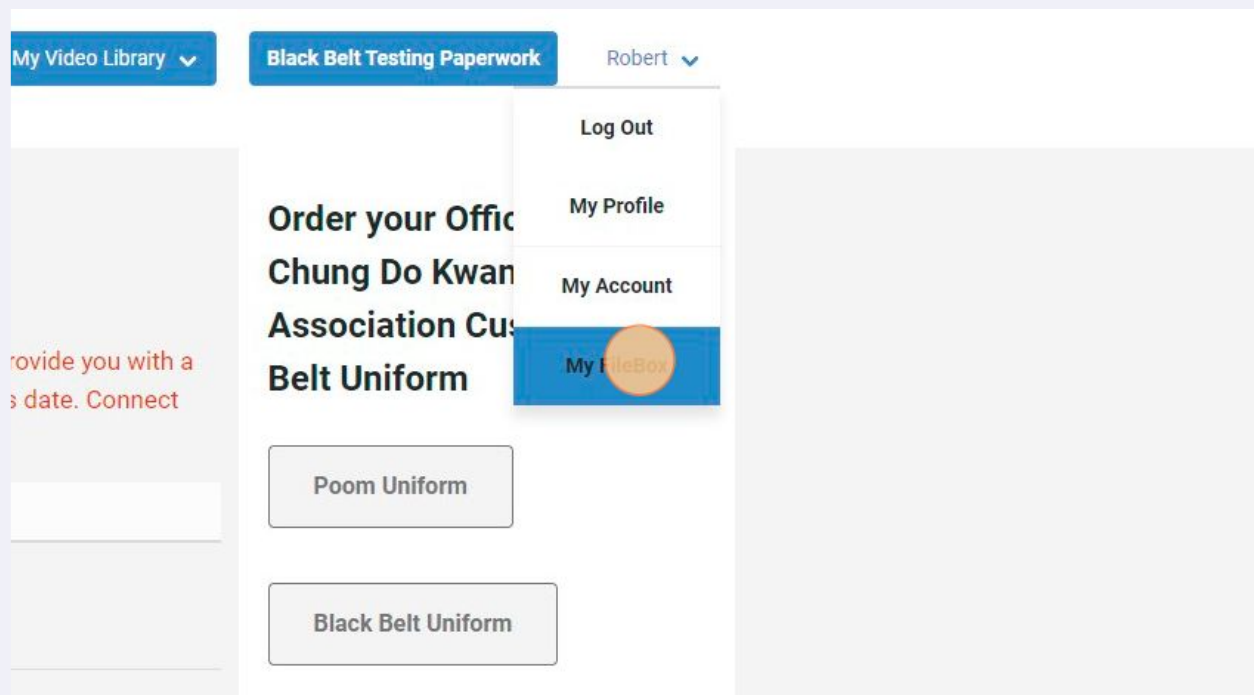 My Video Library
Black Belt Testing Paperwork
Robert
Log Out
My Profile
My Account
My FileBox
Order your Offic
Chung Do Kwan
Association Cus
Belt Uniform
rovide you with a
s date. Connect
Poom Uniform
Black Belt Uniform